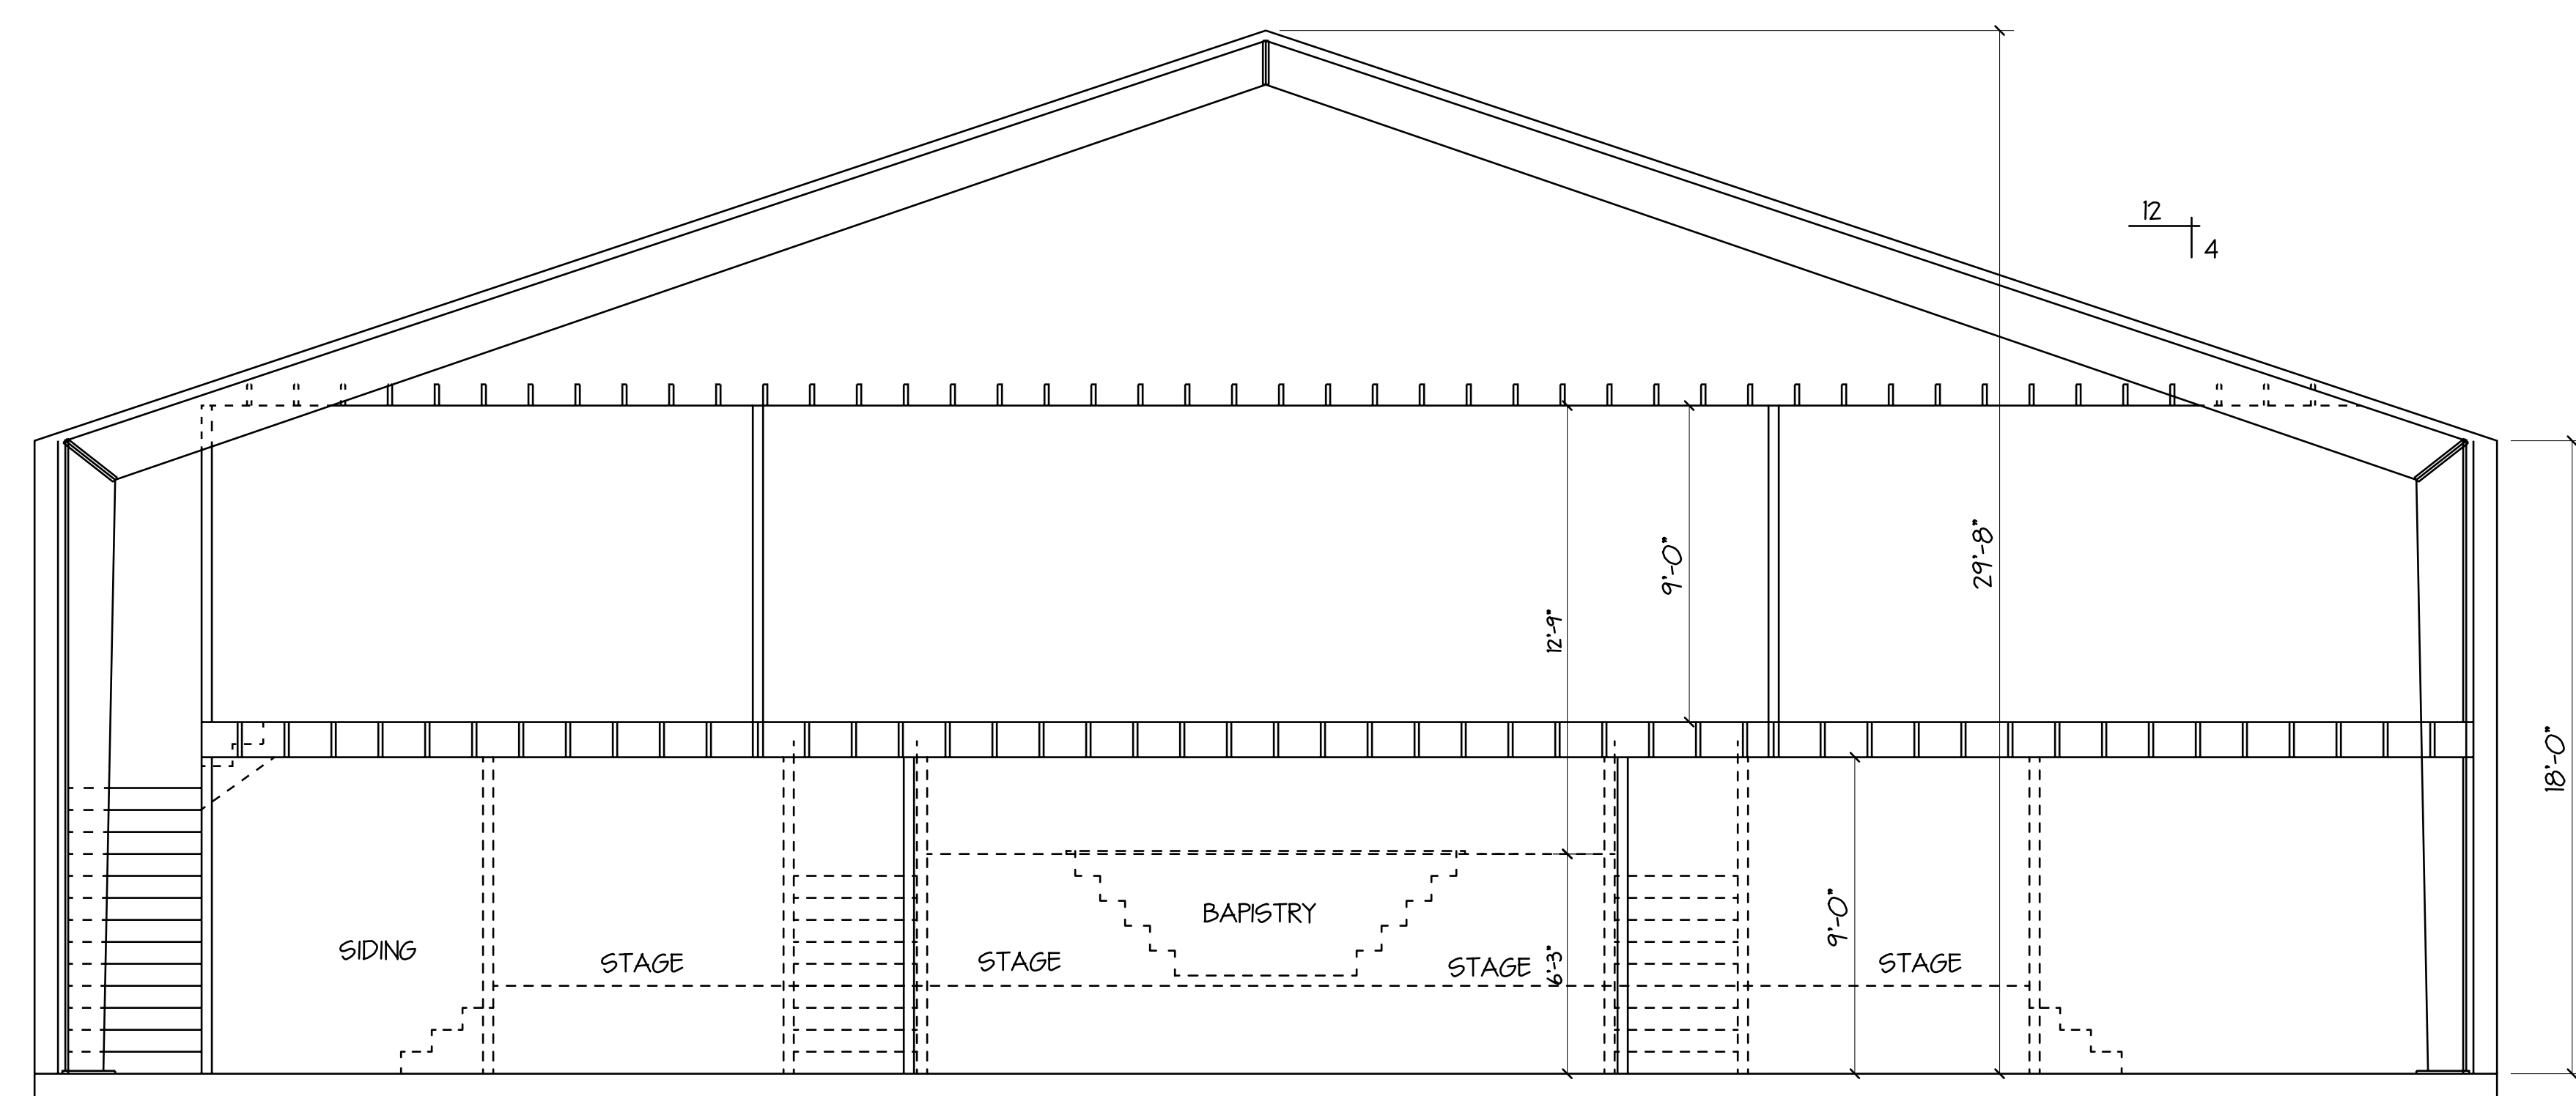 12
4
29'-8"
9'-0"
12'-9"
18'-0"
BAPISTRY
9'-0"
SIDING
STAGE
STAGE
STAGE
6'-3"
STAGE